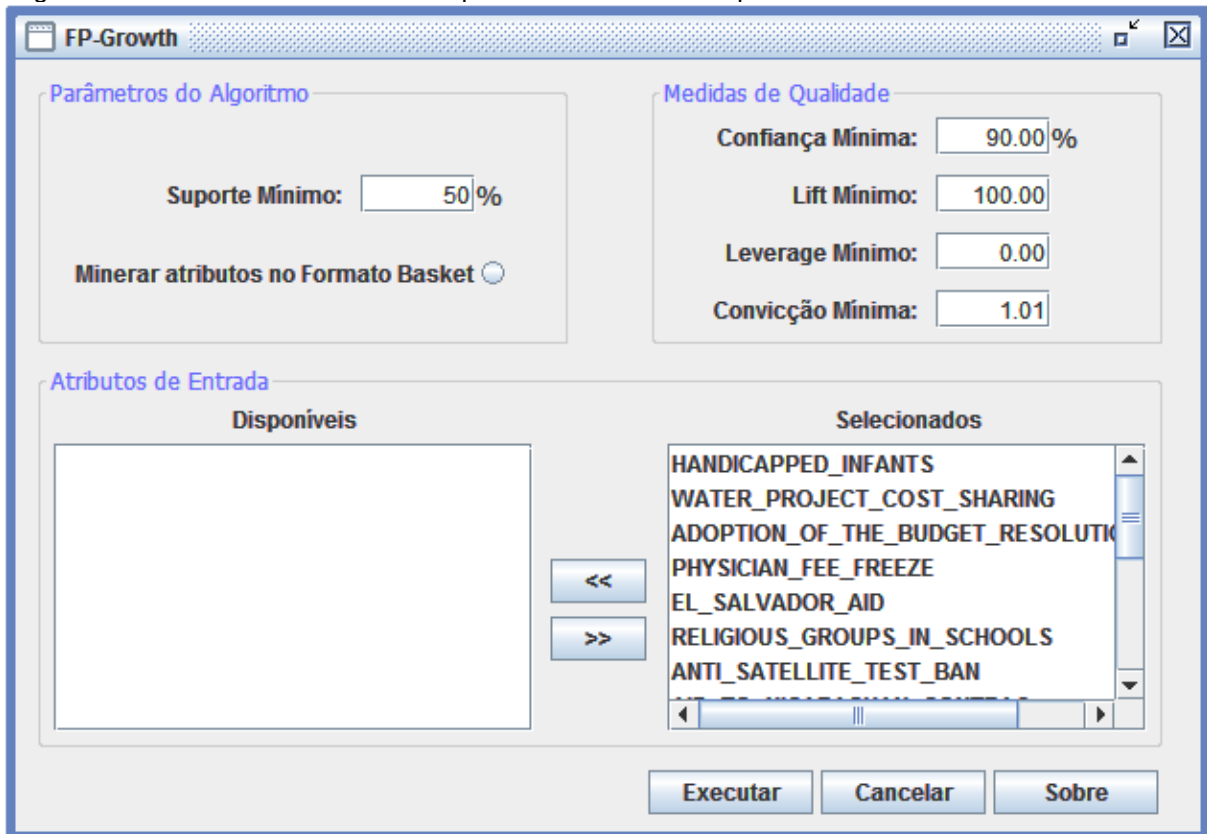 FP-Growth
Parâmetros do Algoritmo
Suporte Mínimo: 50 %
Minerar atributos no Formato Basket
Medidas de Qualidade
Confiança Mínima: 90.00 %
Lift Mínimo: 100.00
Leverage Mínimo: 0.00
Convicção Mínima: 1.01
Atributos de Entrada
Disponíveis
<<
>>
Selecionados
HANDICAPPED_INFANTS
WATER_PROJECT_COST_SHARING
ADOPTION_OF_THE_BUDGET_RESOLUTIO
PHYSICIAN_FEE_FREEZE
EL_SALVADOR_AID
RELIGIOUS_GROUPS_IN_SCHOOLS
ANTI_SATELLITE_TEST_BAN
Executar
Cancelar
Sobre